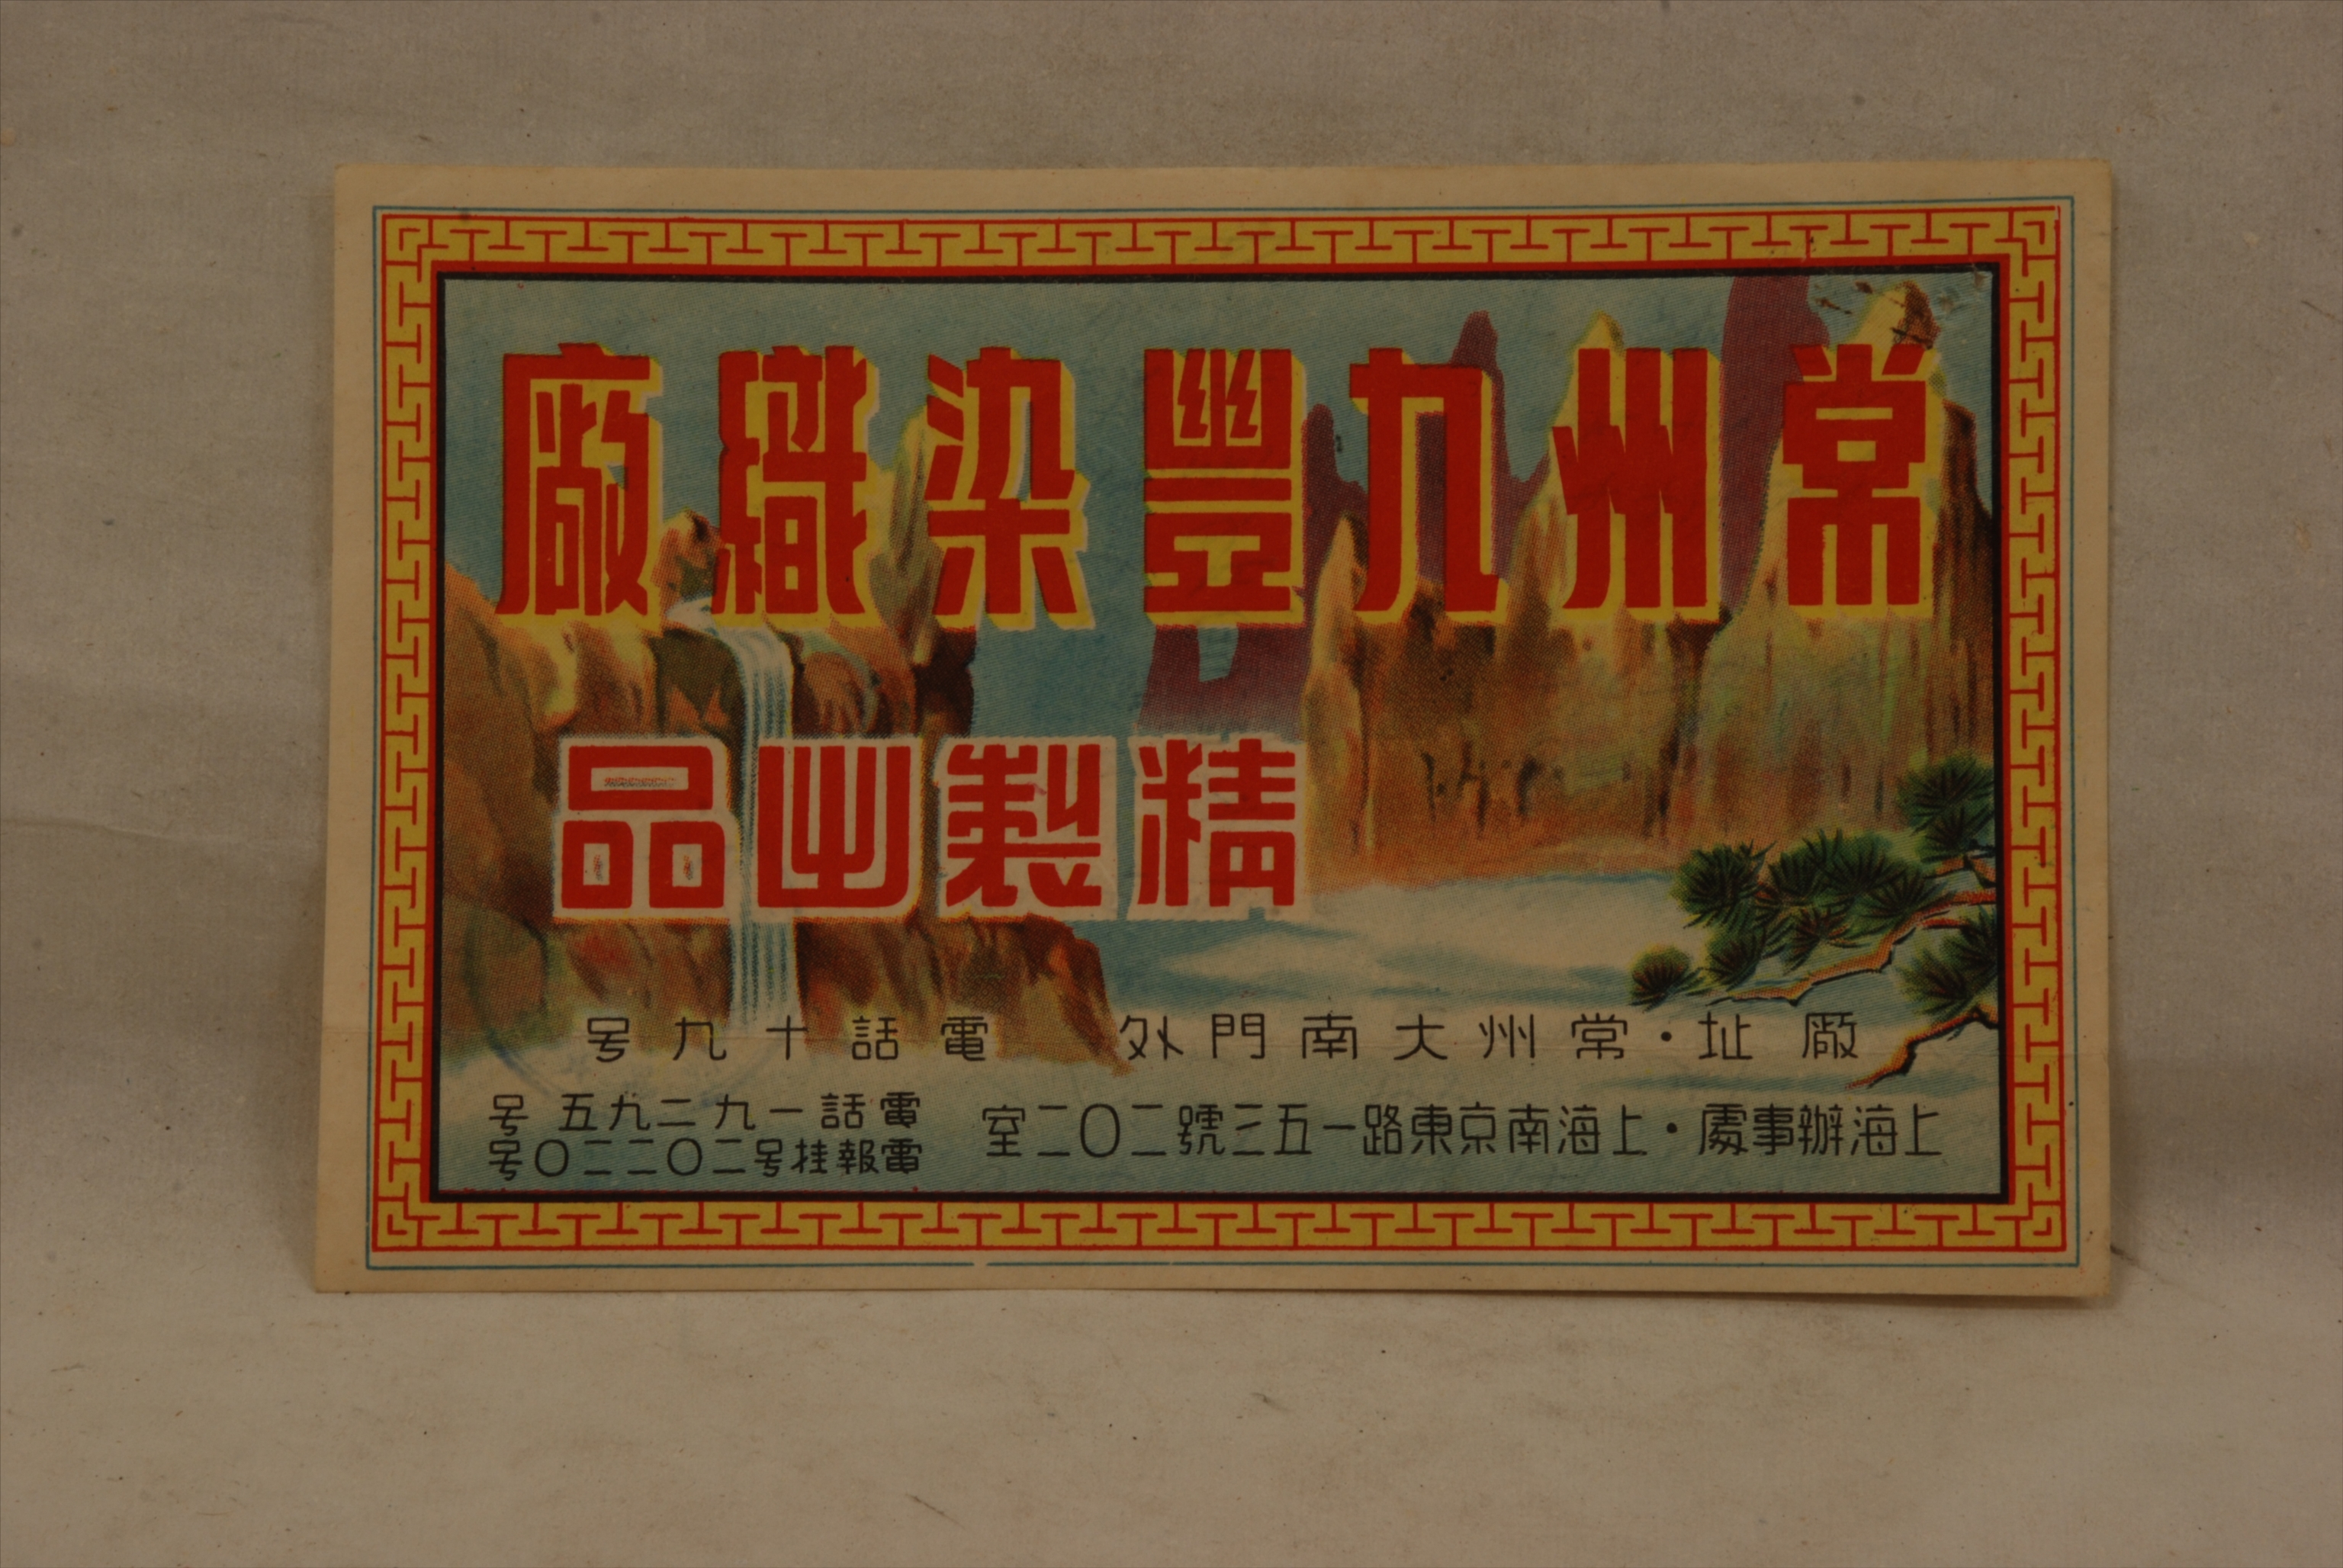 常州九豐染織廠
精製出品
廠址·常州大南門外 電話十九号
上海辦事處·上海南京東路一五三號二〇二室
電話一九二九五号
電報挂号二〇二二〇号